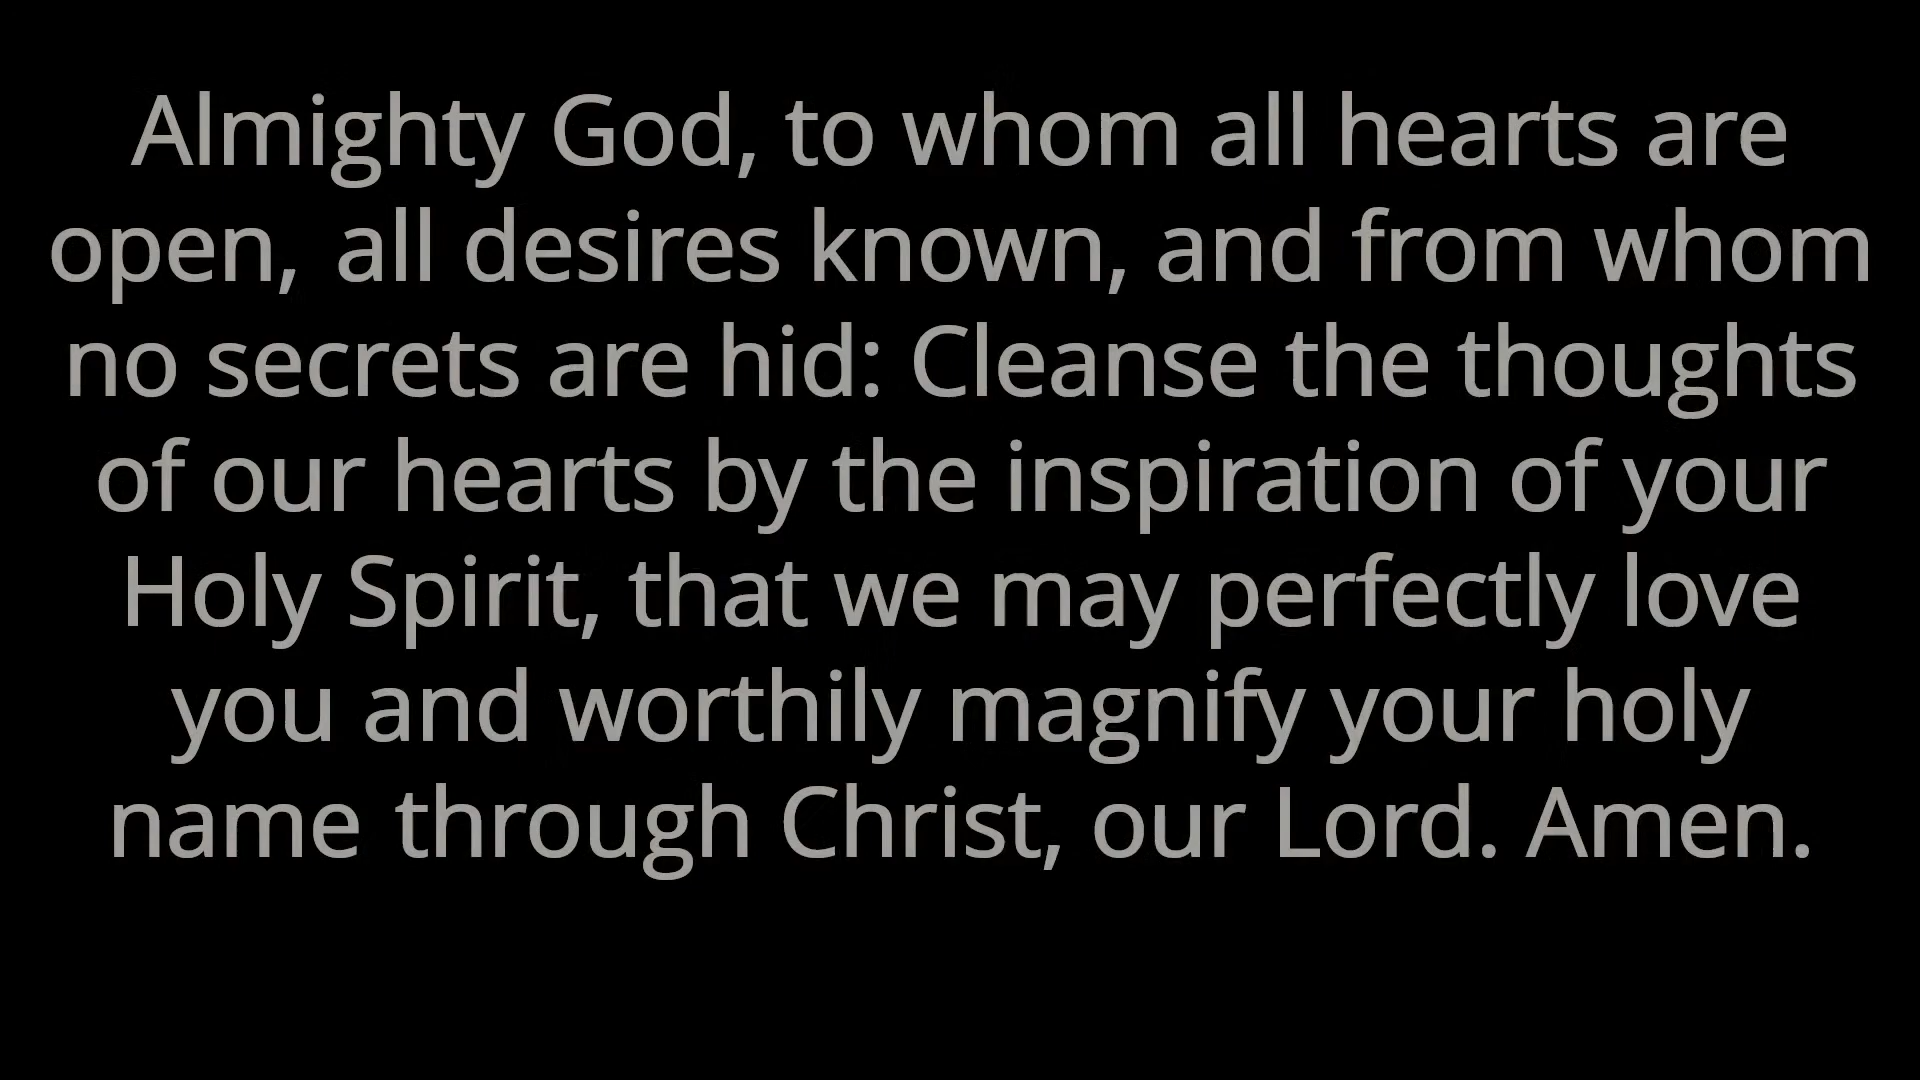 Almighty God, to whom all hearts are
open, all desires known, and from whom
no secrets are hid: Cleanse the thoughts
of our hearts by the inspiration of your
Holy Spirit, that we may perfectly love
you and worthily magnify your holy
name through Christ, our Lord. Amen.